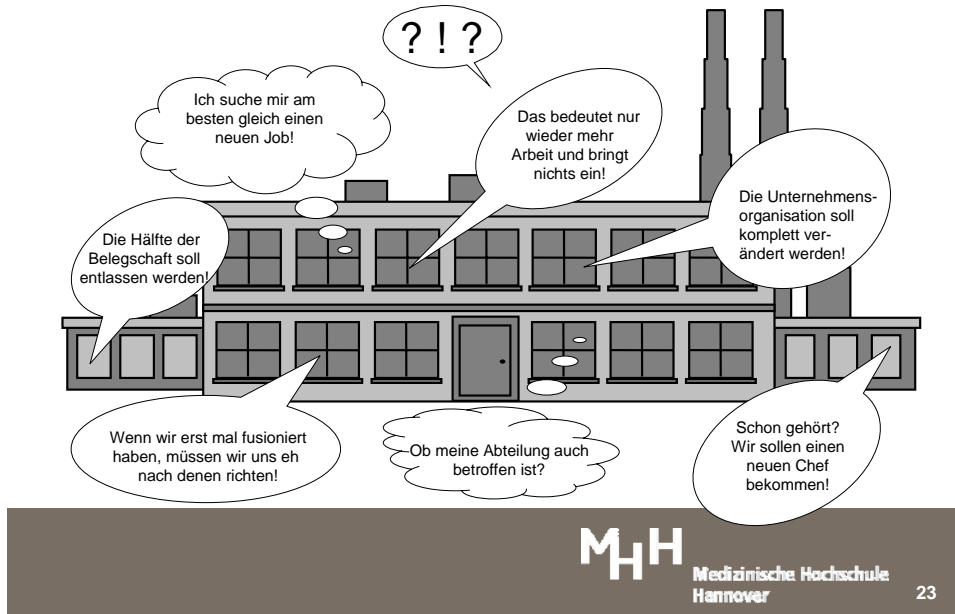 ? ! ?
Ich suche mir am
besten gleich einen
neuen Job!
Das bedeutet nur
wieder mehr
Arbeit und bringt
nichts ein!
Die Unternehmens-
organisation soll
komplett ver-
ändert werden!
Die Hälfte der
Belegschaft soll
entlassen werden!
Wenn wir erst mal fusioniert
haben, müssen wir uns eh
nach denen richten!
Ob meine Abteilung auch
betroffen ist?
Schon gehört?
Wir sollen einen
neuen Chef
bekommen!
MHH
Medizinische Hochschule
Hannover
23